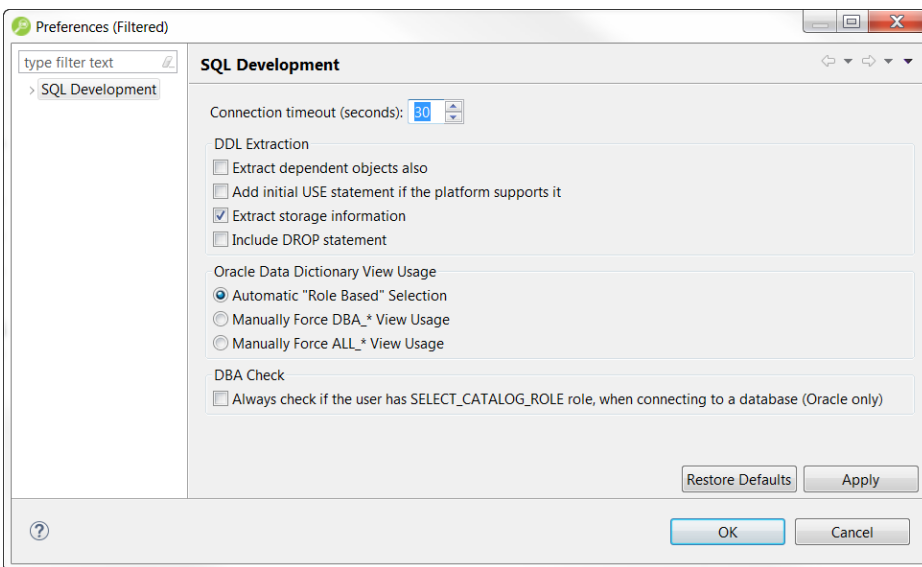 Preferences (Filtered)
type filter text
SQL Development
SQL Development
Connection timeout (seconds): 30
DDL Extraction
Extract dependent objects also
Add initial USE statement if the platform supports it
Extract storage information
Include DROP statement
Oracle Data Dictionary View Usage
Automatic "Role Based" Selection
Manually Force DBA_* View Usage
Manually Force ALL_* View Usage
DBA Check
Always check if the user has SELECT_CATALOG_ROLE role, when connecting to a database (Oracle only)
Restore Defaults Apply
OK Cancel